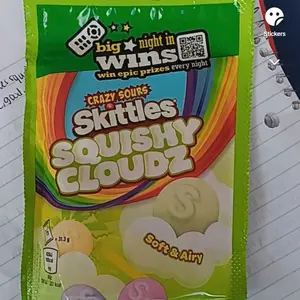 Stickers
big night in
wins
win epic prizes every night
CRAZY SOURS
Skittles
SQUISHY
CLOUDZ
S
Soft & Airy